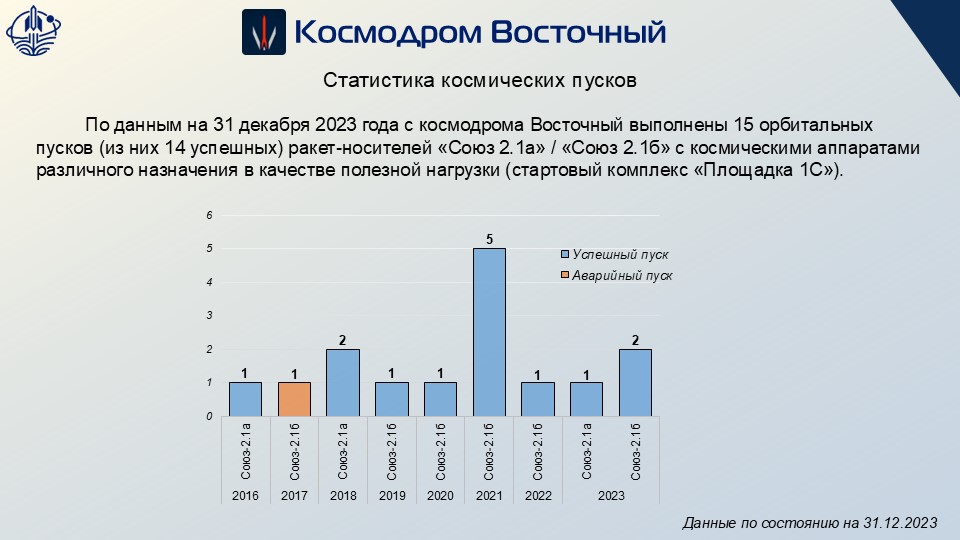 Космодром Восточный
Статистика космических пусков
По данным на 31 декабря 2023 года с космодрома Восточный выполнены 15 орбитальных
пусков (из них 14 успешных) ракет-носителей «Союз 2.1а» / «Союз 2.1б» с космическими аппаратами
различного назначения в качестве полезной нагрузки (стартовый комплекс «Площадка 1С»).
6
5
4
3
2
1
0
1
1
2
1
1
5
1
1
2
Успешный пуск
Аварийный пуск
Союз-2.1а
Союз-2.1б
Союз-2.1а
Союз-2.1б
Союз-2.1б
Союз-2.1б
Союз-2.1б
Союз-2.1а
Союз-2.1б
2016
2017
2018
2019
2020
2021
2022
2023
Данные по состоянию на 31.12.2023